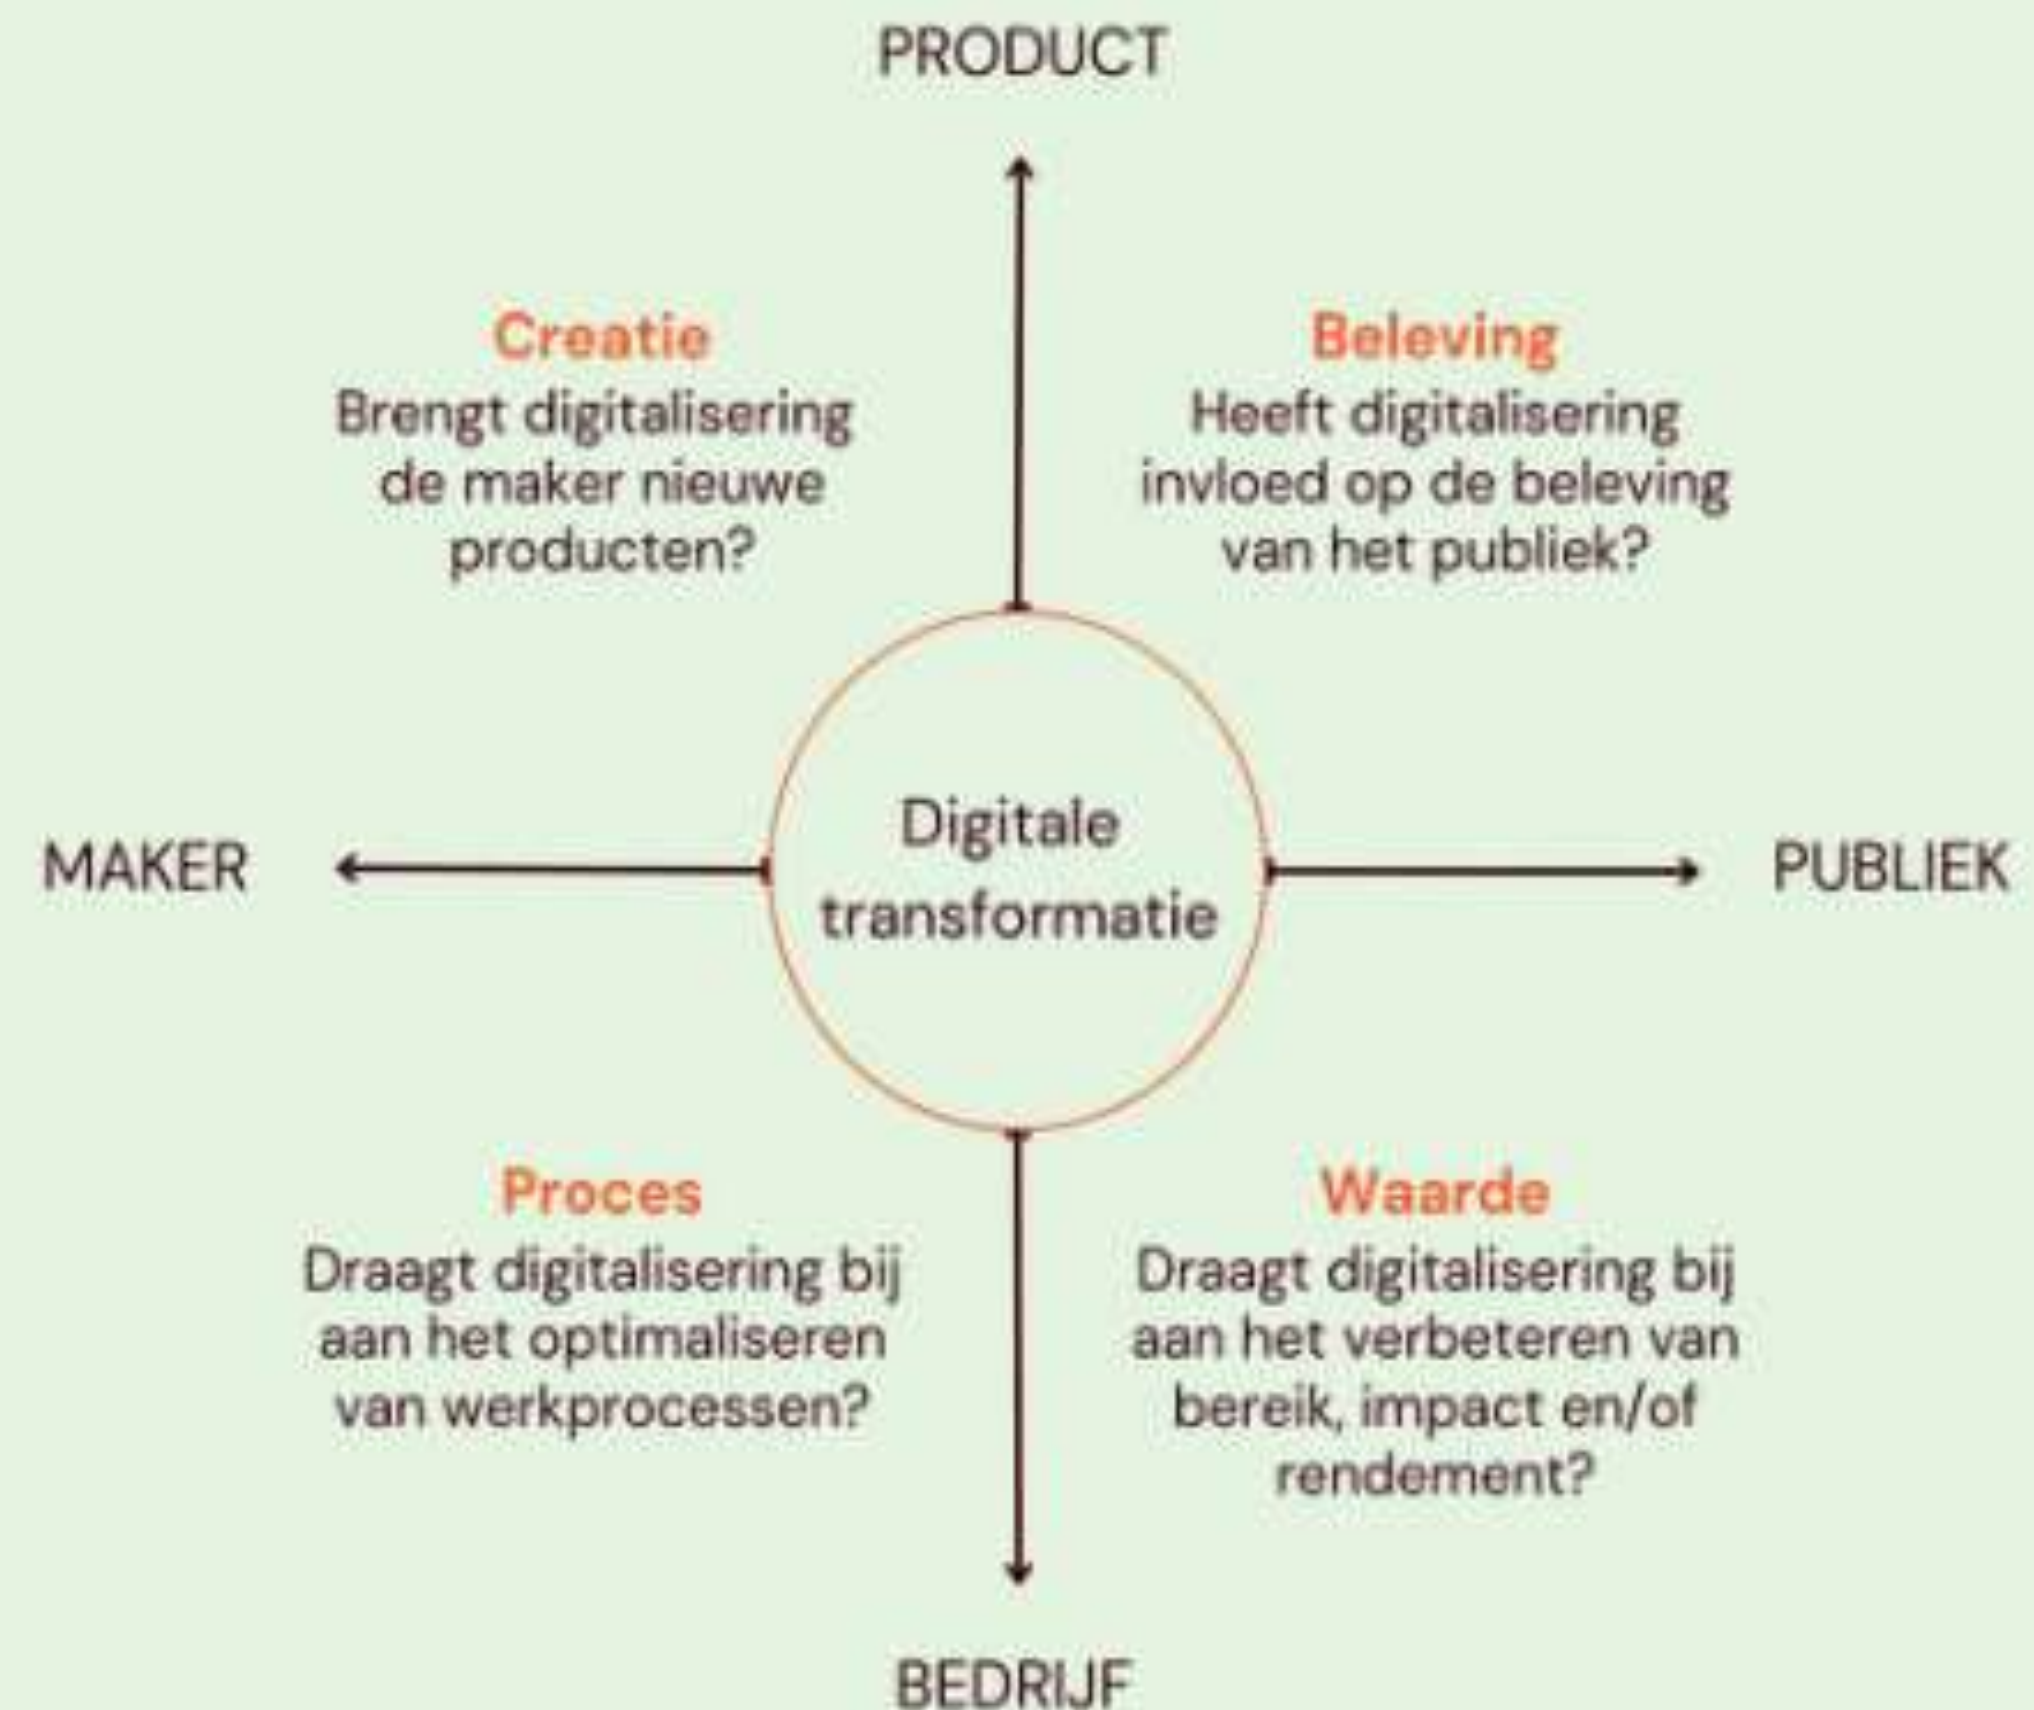 PRODUCT
Creatie
Brengt digitalisering
de maker nieuwe
producten?
Beleving
Heeft digitalisering
invloed op de beleving
van het publiek?
MAKER
Digitale
transformatie
PUBLIEK
Proces
Draagt digitalisering bij
aan het optimaliseren
van werkprocessen?
Waarde
Draagt digitalisering bij
aan het verbeteren van
bereik, impact en/of
rendement?
BEDRIJF